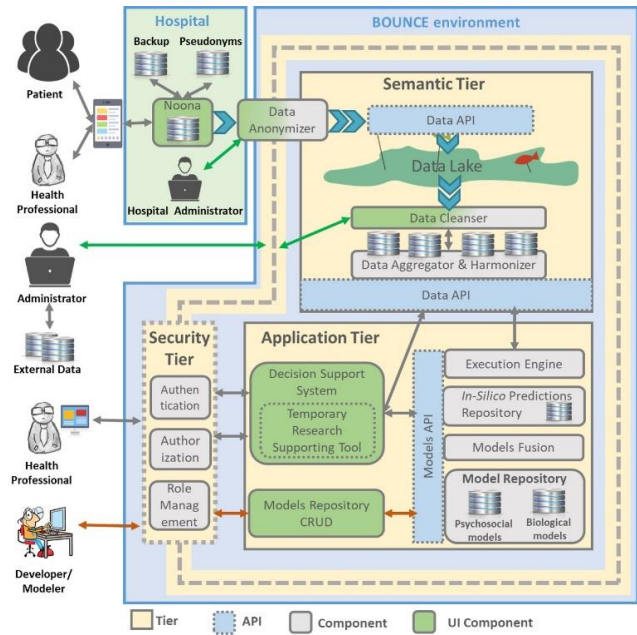 Hospital
BOUNCE environment
Backup
Pseudonyms
Semantic Tier
Patient
Noona
Data
Anonymizer
Data API
Data Lake
Health
Professional
Hospital Administrator
Data Cleanser
Data Aggregator & Harmonizer
Administrator
Data API
Security
Tier
Application Tier
External Data
Decision Support
System
Execution Engine
Authen
tication
Temporary
Research
Supporting Tool
Models API
In-Silico Predictions
Repository
Author
ization
Models Fusion
Health
Professional
Role
Manag
ement
Models Repository
CRUD
Model Repository
Psychosocial
models
Biological
models
Developer/
Modeler
Tier
API
Component
UI Component